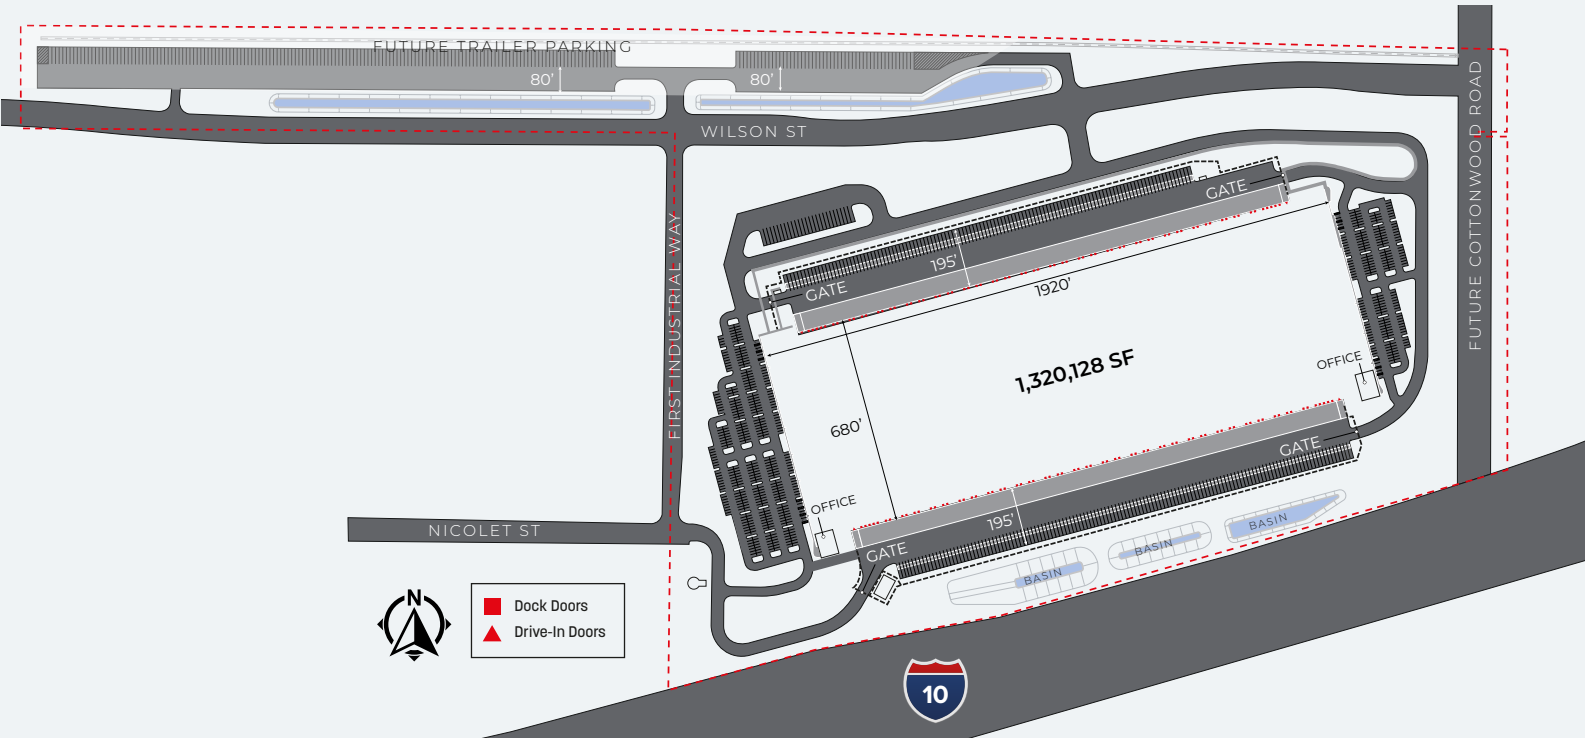 FUTURE TRAILER PARKING
80’
80’
WILSON ST
FUTURE COTTONWOOD ROAD
FIRST INDUSTRIAL WAY
GATE
195’
GATE
1920’
1,320,128 SF
OFFICE
680’
GATE
OFFICE
195’
GATE
BASIN
BASIN
BASIN
NICOLET ST
N
Dock Doors
Drive-In Doors
10